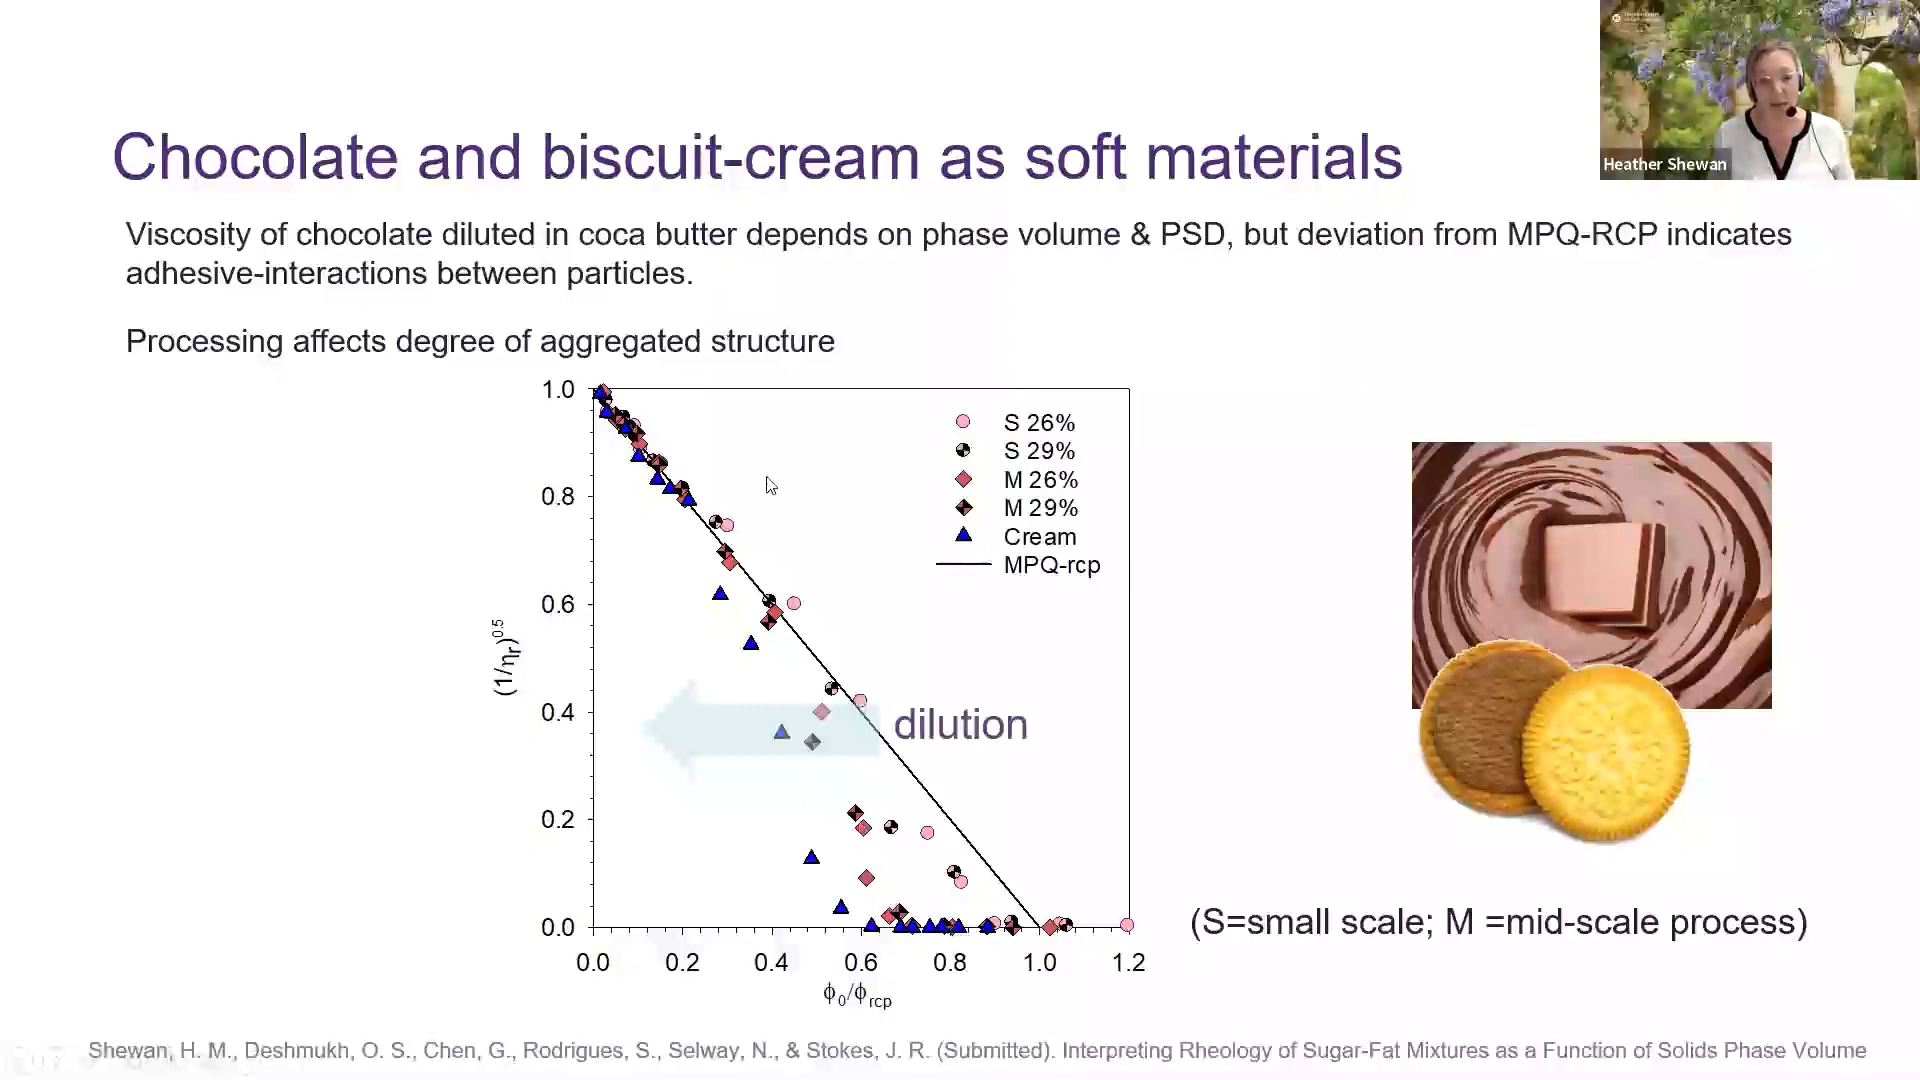 Heather Shewan
Chocolate and biscuit-cream as soft materials
Viscosity of chocolate diluted in coca butter depends on phase volume & PSD, but deviation from MPQ-RCP indicates
adhesive-interactions between particles.
Processing affects degree of aggregated structure
1.0
0.8
0.6
0.4
0.2
0.0
(1/ηr)0.5
S 26%
S 29%
M 26%
M 29%
Cream
MPQ-rcp
dilution
0.0 0.2 0.4 0.6 0.8 1.0 1.2
ϕ0/ϕrcp
(S=small scale; M =mid-scale process)
Shewan, H. M., Deshmukh, O. S., Chen, G., Rodrigues, S., Selway, N., & Stokes, J. R. (Submitted). Interpreting Rheology of Sugar-Fat Mixtures as a Function of Solids Phase Volume